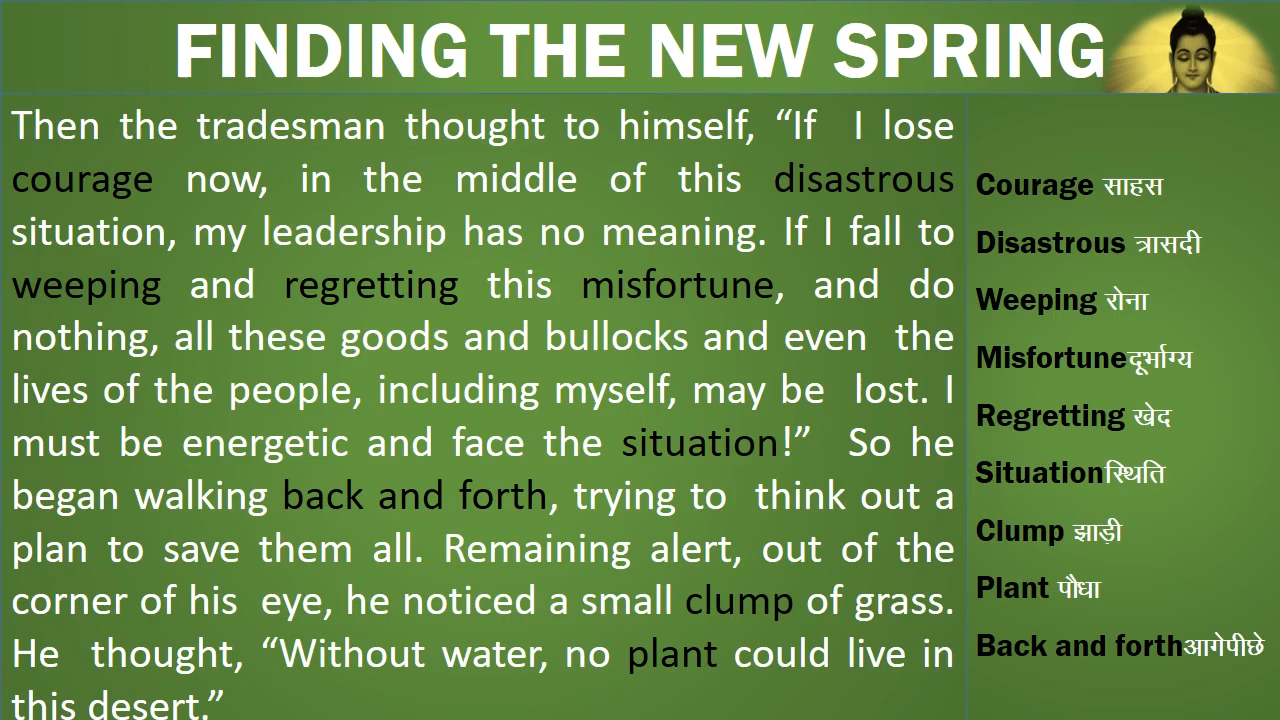 FINDING THE NEW SPRING
Then the tradesman thought to himself, “If I lose
courage now, in the middle of this disastrous
situation, my leadership has no meaning. If I fall to
weeping and regretting this misfortune, and do
nothing, all these goods and bullocks and even the
lives of the people, including myself, may be lost. I
must be energetic and face the situation!” So he
began walking back and forth, trying to think out a
plan to save them all. Remaining alert, out of the
corner of his eye, he noticed a small clump of grass.
He thought, “Without water, no plant could live in
this desert.”
Courage साहस
Disastrous त्रासदी
Weeping रोना
Misfortuneदूर्भाग्य
Regretting खेद
Situationस्थिति
Clump झाड़ी
Plant पौधा
Back and forthआगेपीछे